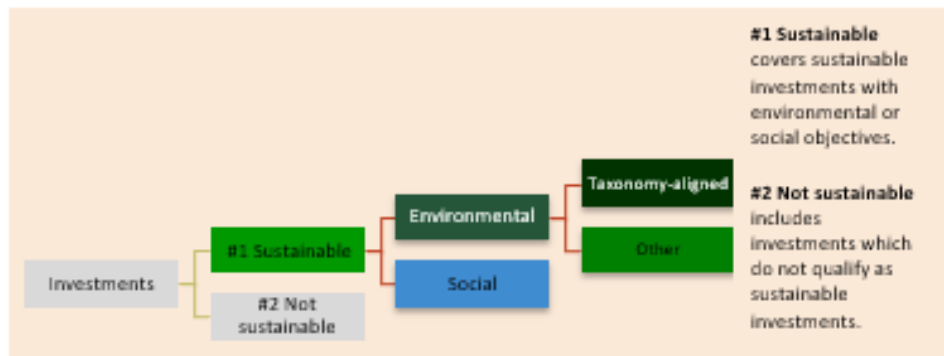 Investments
#1 Sustainable
#2 Not
sustainable
Environmental
Social
Taxonomy-aligned
Other
#1 Sustainable
covers sustainable
investments with
environmental or
social objectives.
#2 Not sustainable
includes
investments which
do not qualify as
sustainable
investments.